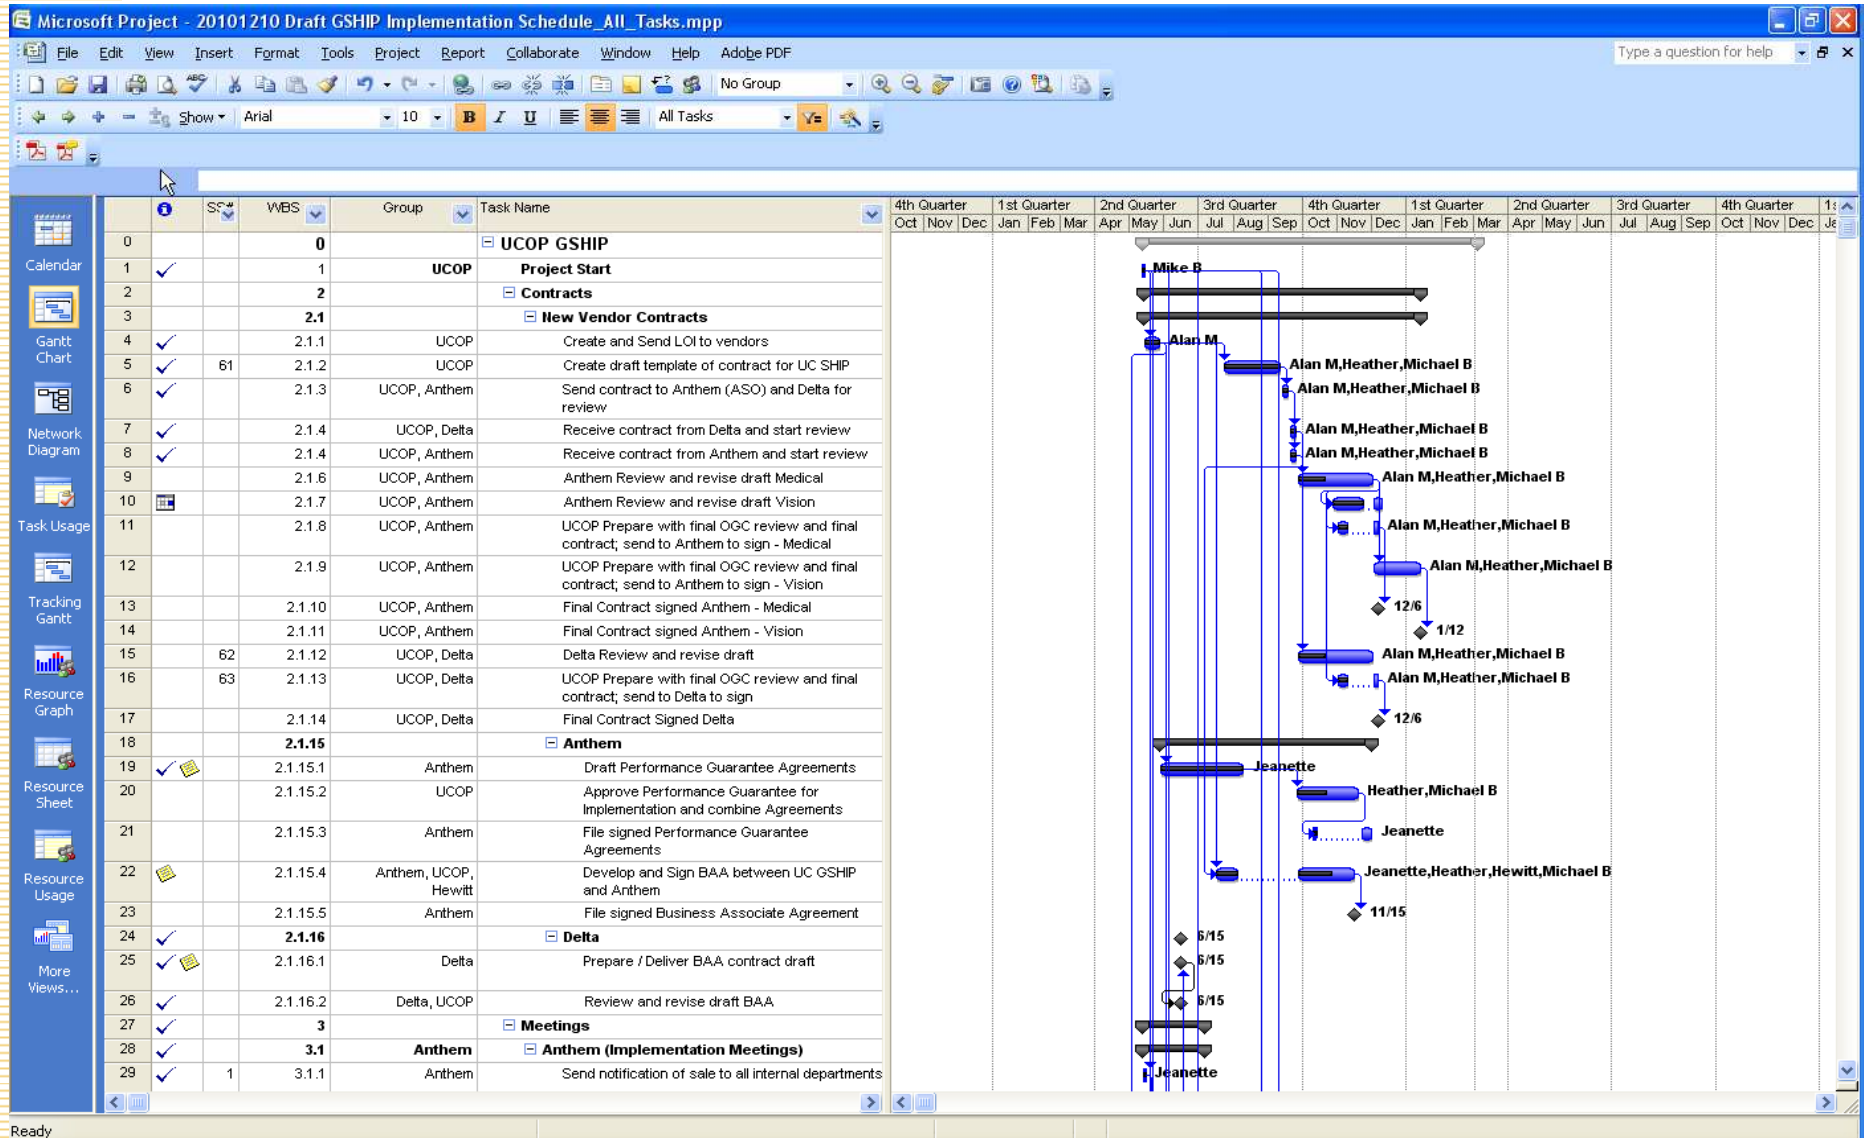 Microsoft Project - 20101210 Draft GSHIP Implementation Schedule_All_Tasks.mpp
File Edit View Insert Format Tools Project Report Collaborate Window Help Adobe PDF Type a question for help
No Group
Show Arial 10 B I U All Tasks
WBS Group Task Name
4th Quarter 1st Quarter 2nd Quarter 3rd Quarter 4th Quarter 1st Quarter 2nd Quarter 3rd Quarter 4th Quarter
Oct Nov Dec Jan Feb Mar Apr May Jun Jul Aug Sep Oct Nov Dec Jan Feb Mar Apr May Jun Jul Aug Sep Oct Nov Dec
Calendar
Gantt
Chart
Network
Diagram
Task Usage
Tracking
Gantt
Resource
Graph
Resource
Sheet
Resource
Usage
More
Views...
0 0 UCOP GSHIP
1 1 UCOP Project Start Mike B
2 2 Contracts
3 2.1 New Vendor Contracts
4 2.1.1 UCOP Create and Send LOI to vendors Alan M
5 61 2.1.2 UCOP Create draft template of contract for UC SHIP Alan M,Heather,Michael B
6 2.1.3 UCOP, Anthem Send contract to Anthem (ASO) and Delta for Alan M,Heather,Michael B
review
7 2.1.4 UCOP, Delta Receive contract from Delta and start review Alan M,Heather,Michael B
8 2.1.4 UCOP, Anthem Receive contract from Anthem and start review Alan M,Heather,Michael B
9 2.1.6 UCOP, Anthem Anthem Review and revise draft Medical Alan M,Heather,Michael B
10 2.1.7 UCOP, Anthem Anthem Review and revise draft Vision
11 2.1.8 UCOP, Anthem UCOP Prepare with final OGC review and final Alan M,Heather,Michael B
contract; send to Anthem to sign - Medical
12 2.1.9 UCOP, Anthem UCOP Prepare with final OGC review and final Alan M,Heather,Michael B
contract; send to Anthem to sign - Vision
13 2.1.10 UCOP, Anthem Final Contract signed Anthem - Medical 12/6
14 2.1.11 UCOP, Anthem Final Contract signed Anthem - Vision 1/12
15 62 2.1.12 UCOP, Delta Delta Review and revise draft Alan M,Heather,Michael B
16 63 2.1.13 UCOP, Delta UCOP Prepare with final OGC review and final Alan M,Heather,Michael B
contract; send to Delta to sign
17 2.1.14 UCOP, Delta Final Contract Signed Delta 12/6
18 2.1.15 Anthem
19 2.1.15.1 Anthem Draft Performance Guarantee Agreements Jeanette
20 2.1.15.2 UCOP Approve Performance Guarantee for Heather,Michael B
Implementation and combine Agreements
21 2.1.15.3 Anthem File signed Performance Guarantee Jeanette
Agreements
22 2.1.15.4 Anthem, UCOP, Develop and Sign BAA between UC GSHIP Jeanette,Heather,Hewitt,Michael B
Hewitt and Anthem
23 2.1.15.5 Anthem File signed Business Associate Agreement 11/15
24 2.1.16 Delta 6/15
25 2.1.16.1 Delta Prepare / Deliver BAA contract draft 6/15
26 2.1.16.2 Delta, UCOP Review and revise draft BAA 6/15
27 3 Meetings
28 3.1 Anthem Anthem (Implementation Meetings)
29 1 3.1.1 Anthem Send notification of sale to all internal departments Jeanette
Ready